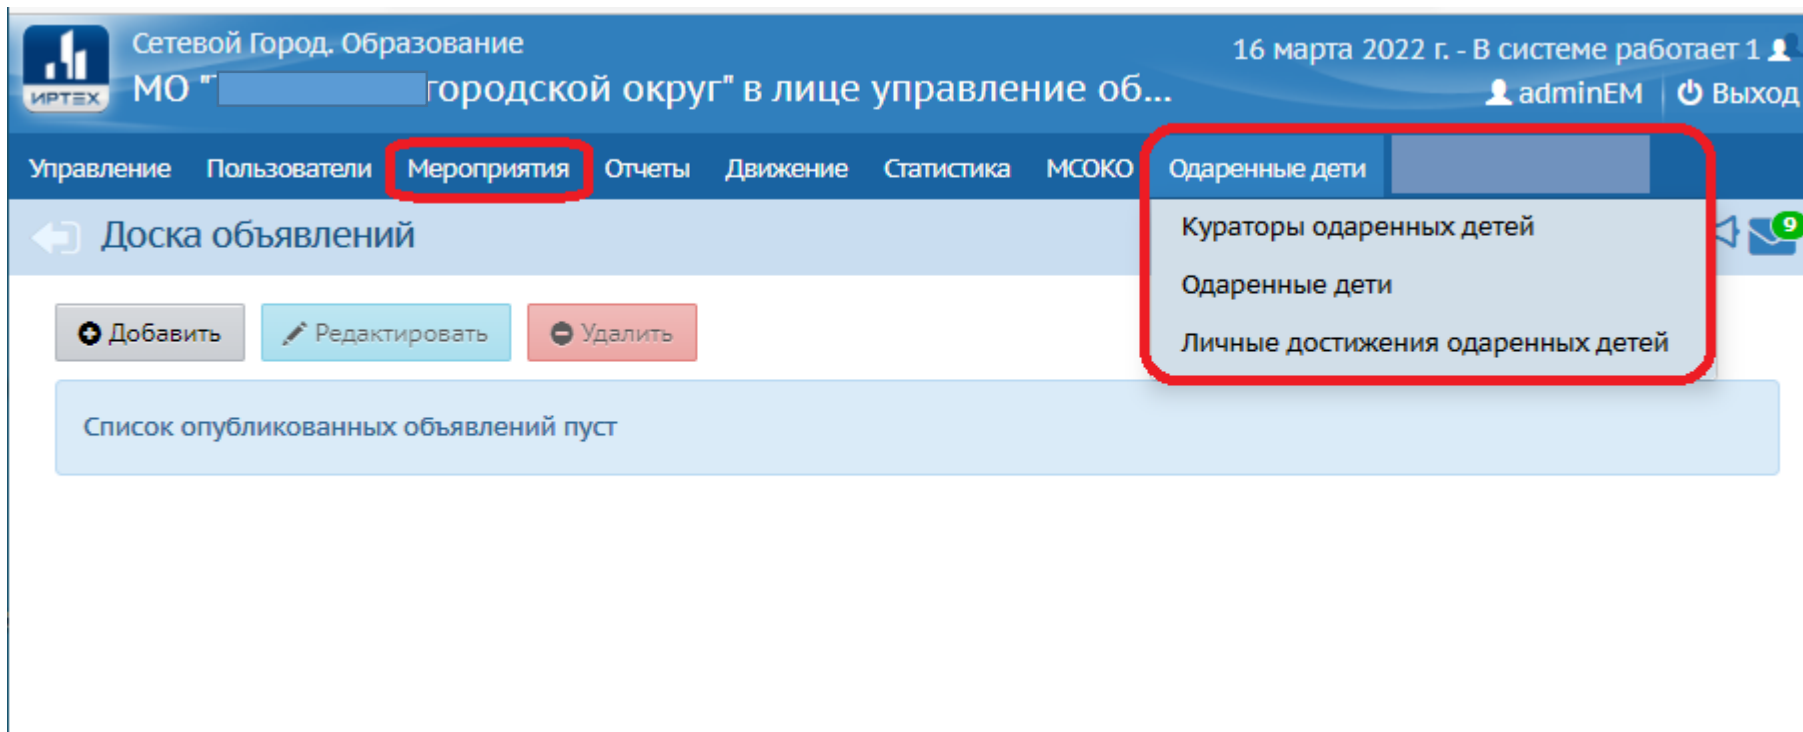 Сетевой Город. Образование
16 марта 2022 г. - В системе работает 1
ИРТЕХ
МО " городской округ" в лице управление об...
adminEM
Выход
Управление Пользователи Мероприятия Отчеты Движение Статистика МСОКО Одаренные дети
Доска объявлений
9
Кураторы одаренных детей
Одаренные дети
Личные достижения одаренных детей
Добавить Редактировать Удалить
Список опубликованных объявлений пуст